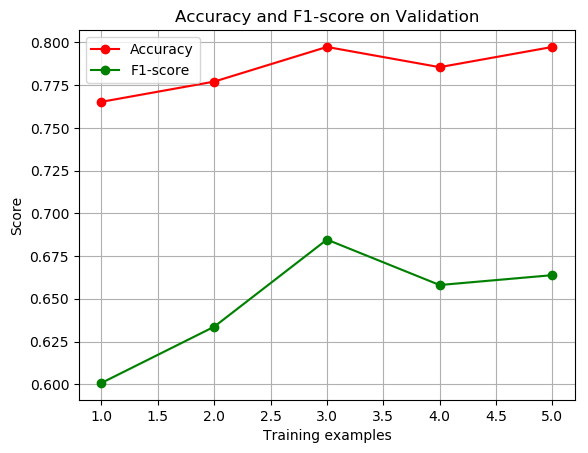 Accuracy and F1-score on Validation
Accuracy
F1-score
0.800
0.775
0.750
0.725
0.700
0.675
0.650
0.625
0.600
Score
1.0 1.5 2.0 2.5 3.0 3.5 4.0 4.5 5.0
Training examples